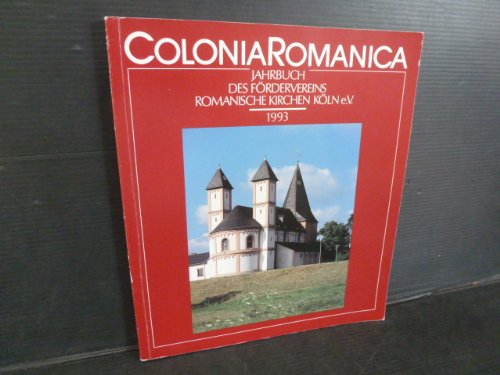 COLONIAROMANICA
JAHRBUCH
DES FÖRDERVEREINS
ROMANISCHE KIRCHEN KÖLN e.V.
1993